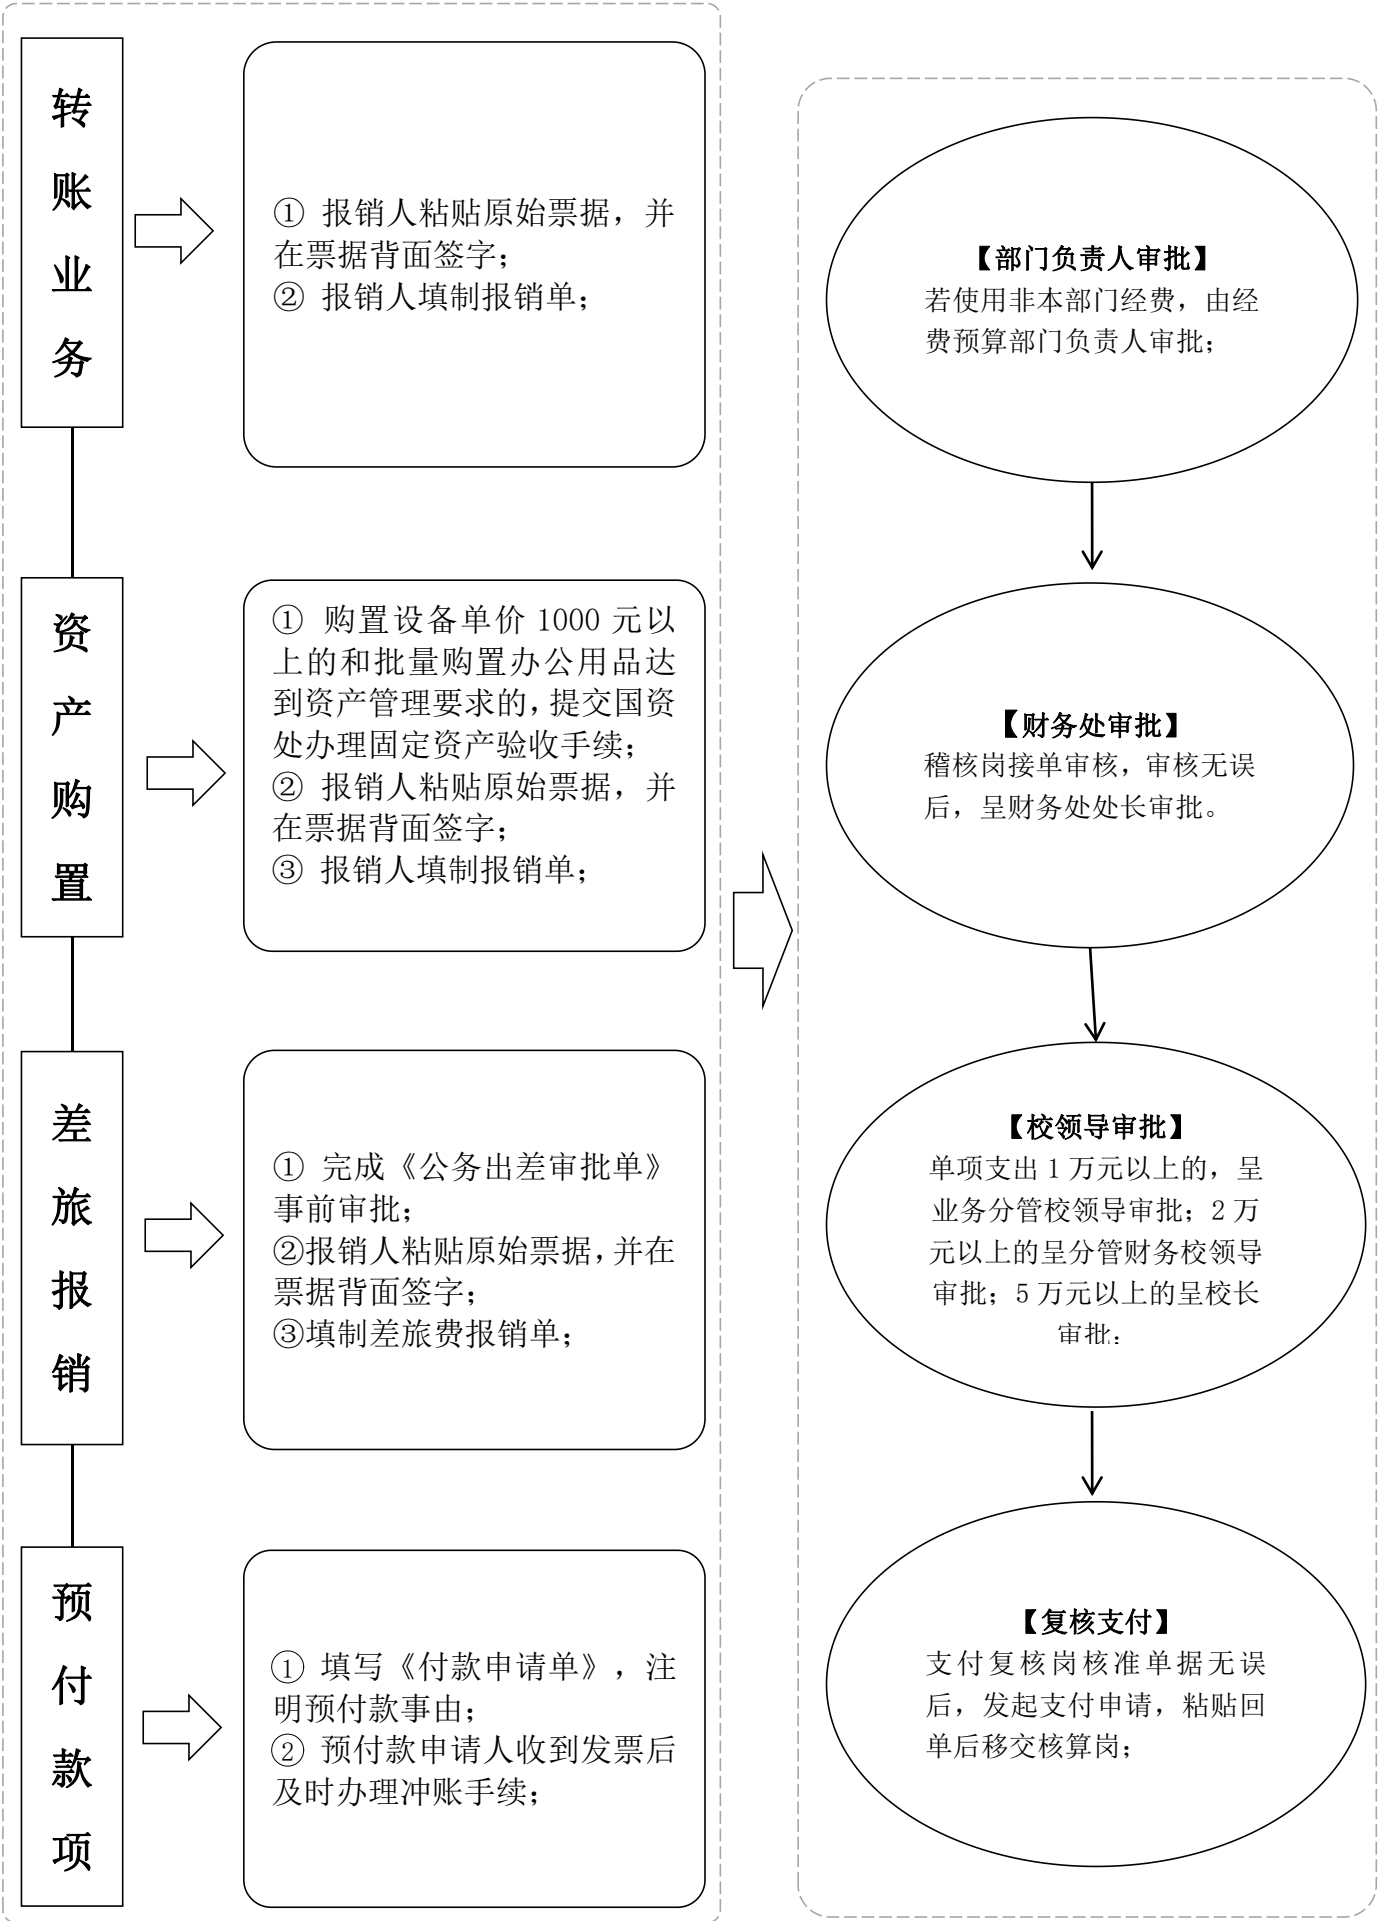 转账业务
① 报销人粘贴原始票据，并
在票据背面签字；
② 报销人填制报销单；
资产购置
① 购置设备单价 1000 元以
上的和批量购置办公用品达
到资产管理要求的，提交国资
处办理固定资产验收手续；
② 报销人粘贴原始票据，并
在票据背面签字；
③ 报销人填制报销单；
差旅报销
① 完成《公务出差审批单》
事前审批；
②报销人粘贴原始票据，并在
票据背面签字；
③填制差旅费报销单；
预付款项
① 填写《付款申请单》，注
明预付款事由；
② 预付款申请人收到发票后
及时办理冲账手续；
【部门负责人审批】
若使用非本部门经费，由经
费预算部门负责人审批；
【财务处审批】
稽核岗接单审核，审核无误
后，呈财务处处长审批。
【校领导审批】
单项支出 1 万元以上的，呈
业务分管校领导审批；2 万
元以上的呈分管财务校领导
审批；5 万元以上的呈校长
审批；
【复核支付】
支付复核岗核准单据无误
后，发起支付申请，粘贴回
单后移交核算岗；